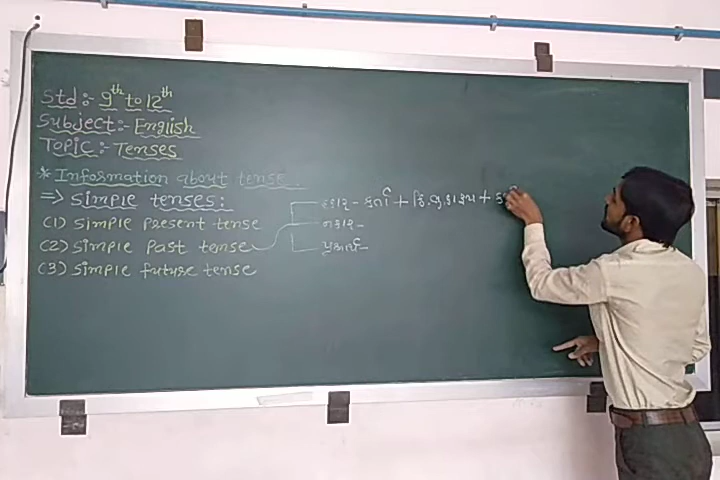 Std:- 9th to 12th
Subject:- English
Topic:- Tenses
* Information about tense.
⇒ Simple tenses:
(1) Simple present tense
(2) Simple past tense
(3) Simple future tense
હકાર - કર્તા + ક્રિ.નું ભૂ.રૂપ +
નકાર -
પ્રશ્નાર્થ -